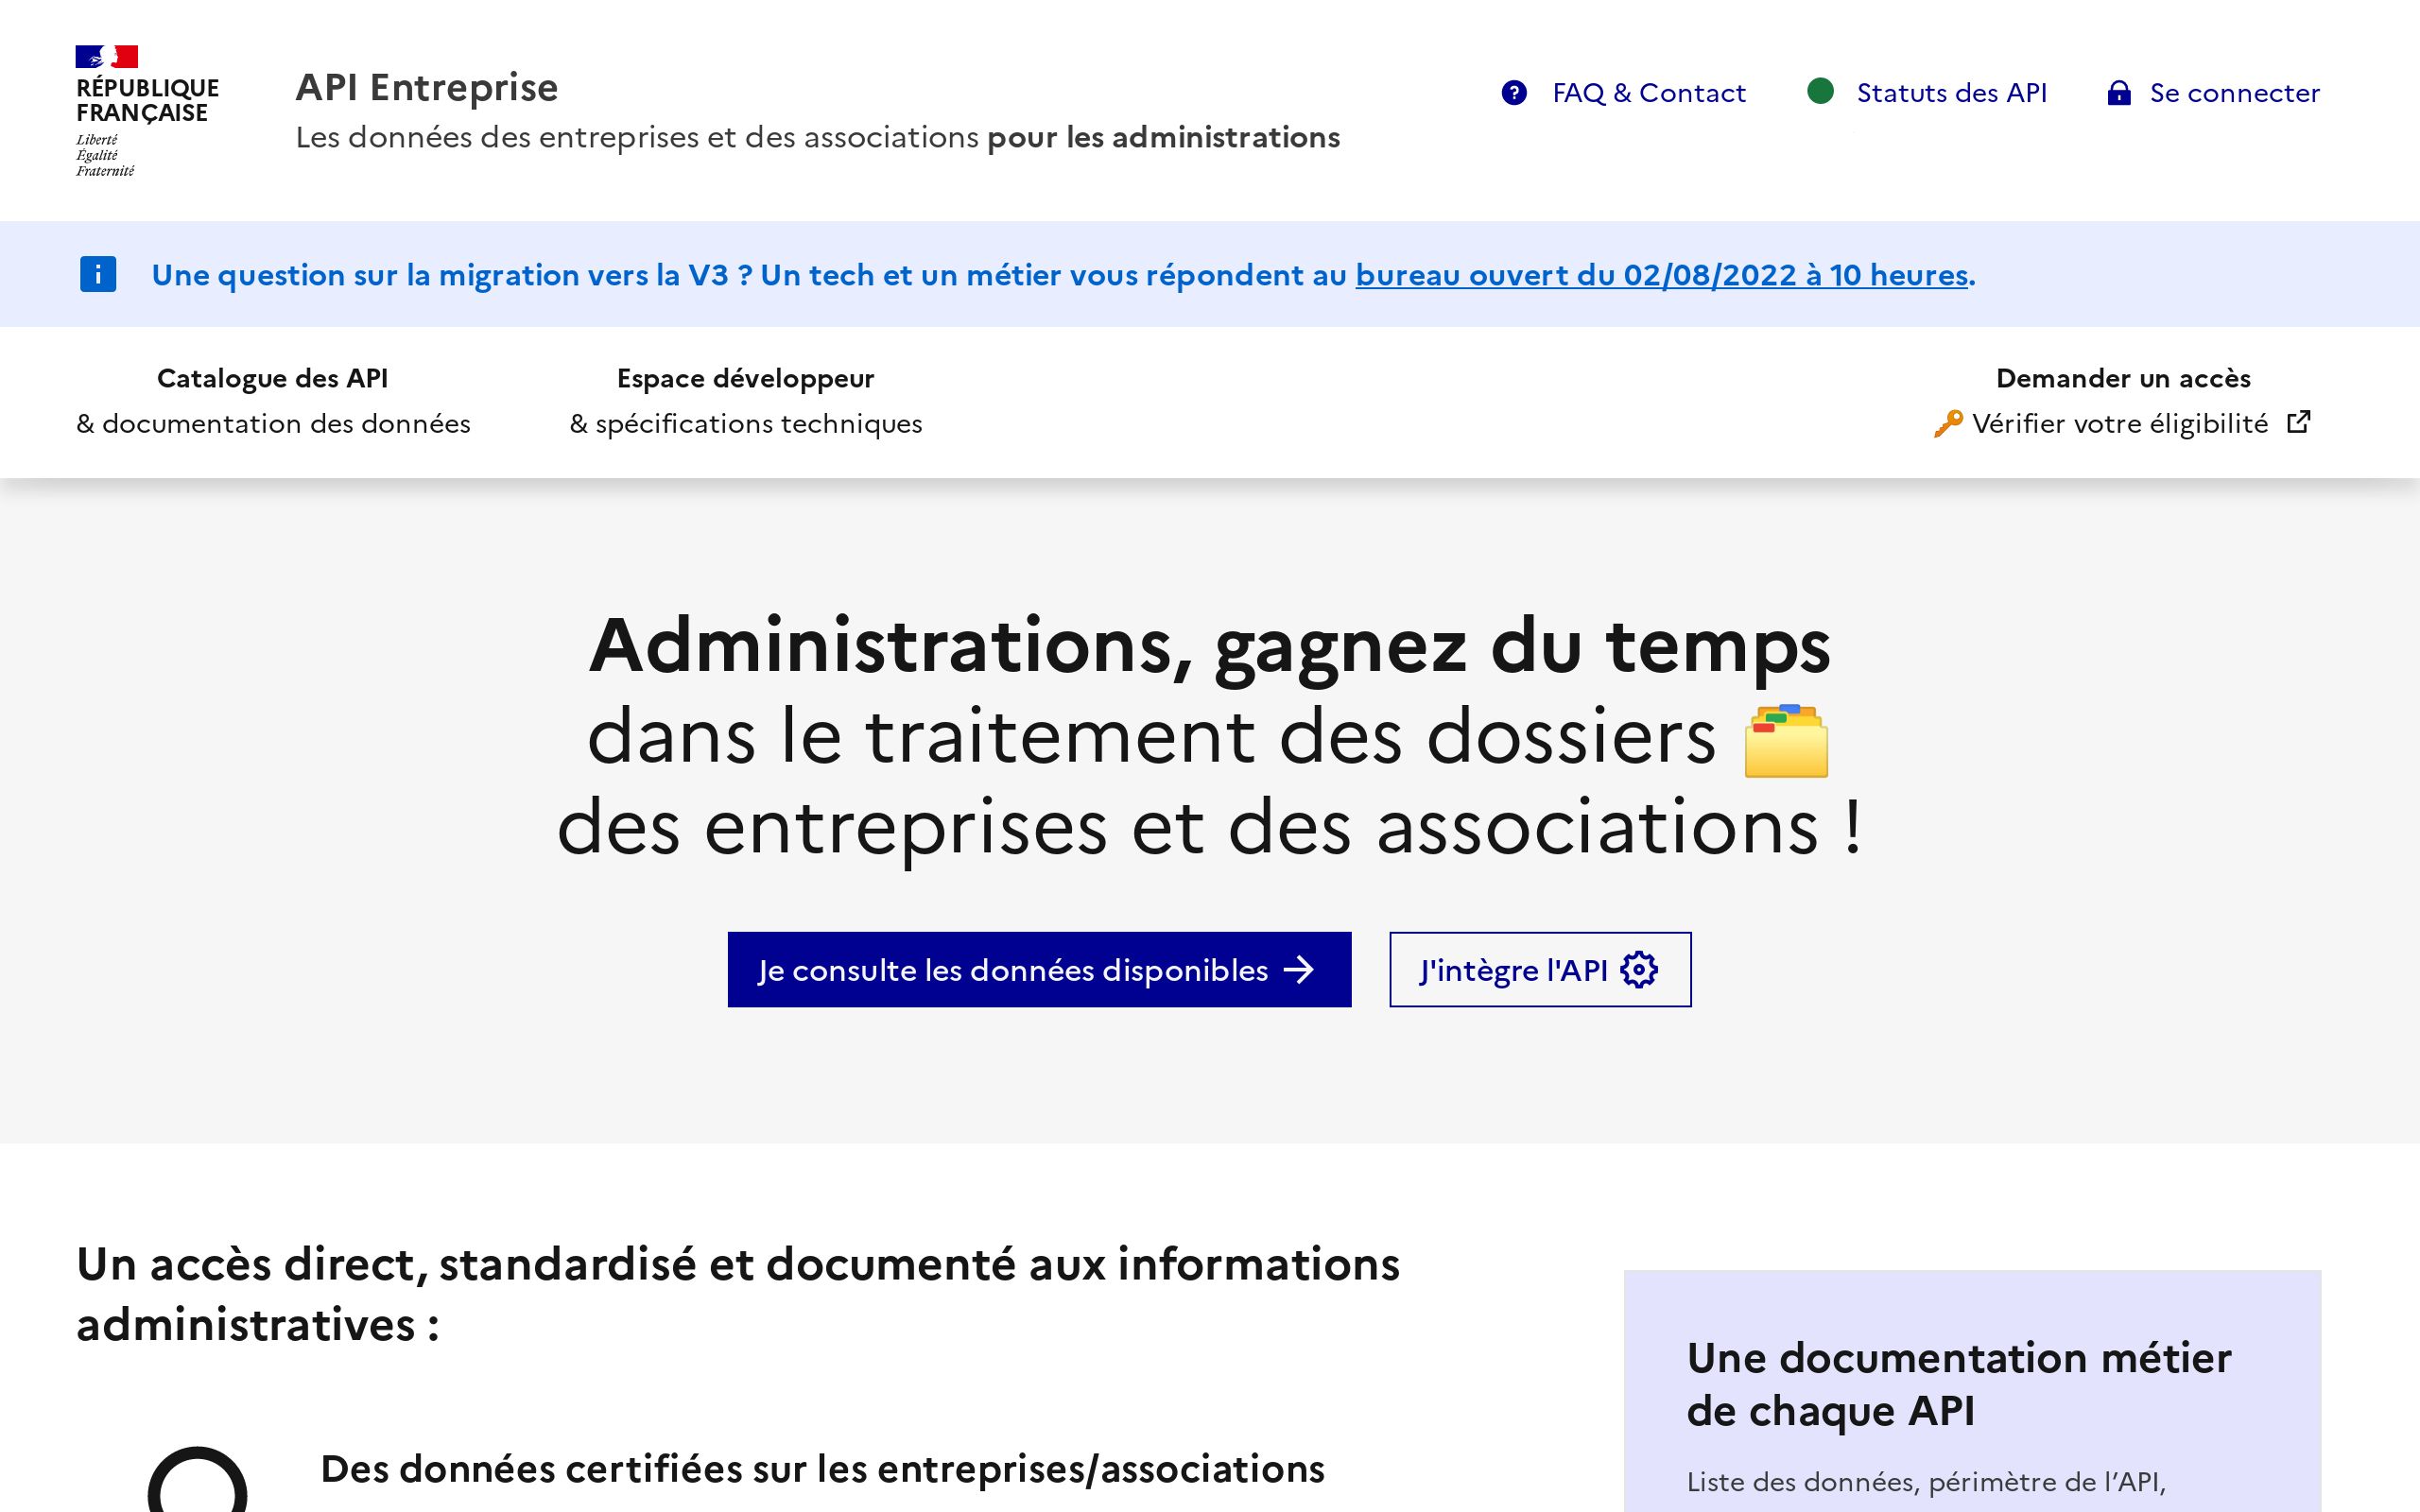 RÉPUBLIQUE
FRANÇAISE
Liberté
Égalité
Fraternité
API Entreprise
Les données des entreprises et des associations pour les administrations
FAQ & Contact
Statuts des API
Se connecter
Une question sur la migration vers la V3 ? Un tech et un métier vous répondent au bureau ouvert du 02/08/2022 à 10 heures.
Catalogue des API
& documentation des données
Espace développeur
& spécifications techniques
Demander un accès
🔑 Vérifier votre éligibilité
Administrations, gagnez du temps
dans le traitement des dossiers 🗂️
des entreprises et des associations !
Je consulte les données disponibles →
J'intègre l'API
Un accès direct, standardisé et documenté aux informations
administratives :
Des données certifiées sur les entreprises/associations
Une documentation métier
de chaque API
Liste des données, périmètre de l’API,